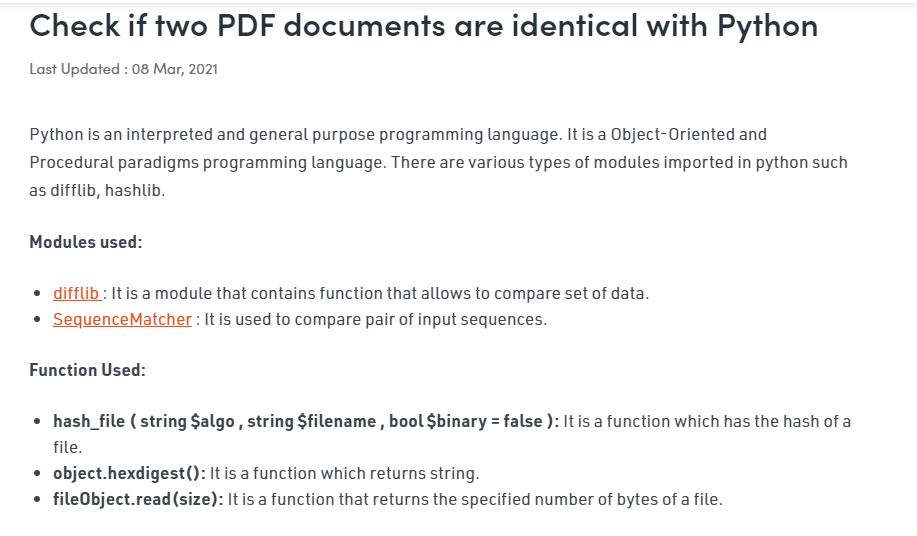 Check if two PDF documents are identical with Python
Last Updated : 08 Mar, 2021
Python is an interpreted and general purpose programming language. It is a Object-Oriented and
Procedural paradigms programming language. There are various types of modules imported in python such
as difflib, hashlib.
Modules used:
• difflib : It is a module that contains function that allows to compare set of data.
• SequenceMatcher : It is used to compare pair of input sequences.
Function Used:
• hash_file ( string $algo , string $filename , bool $binary = false ): It is a function which has the hash of a
file.
• object.hexdigest(): It is a function which returns string.
• fileObject.read(size): It is a function that returns the specified number of bytes of a file.